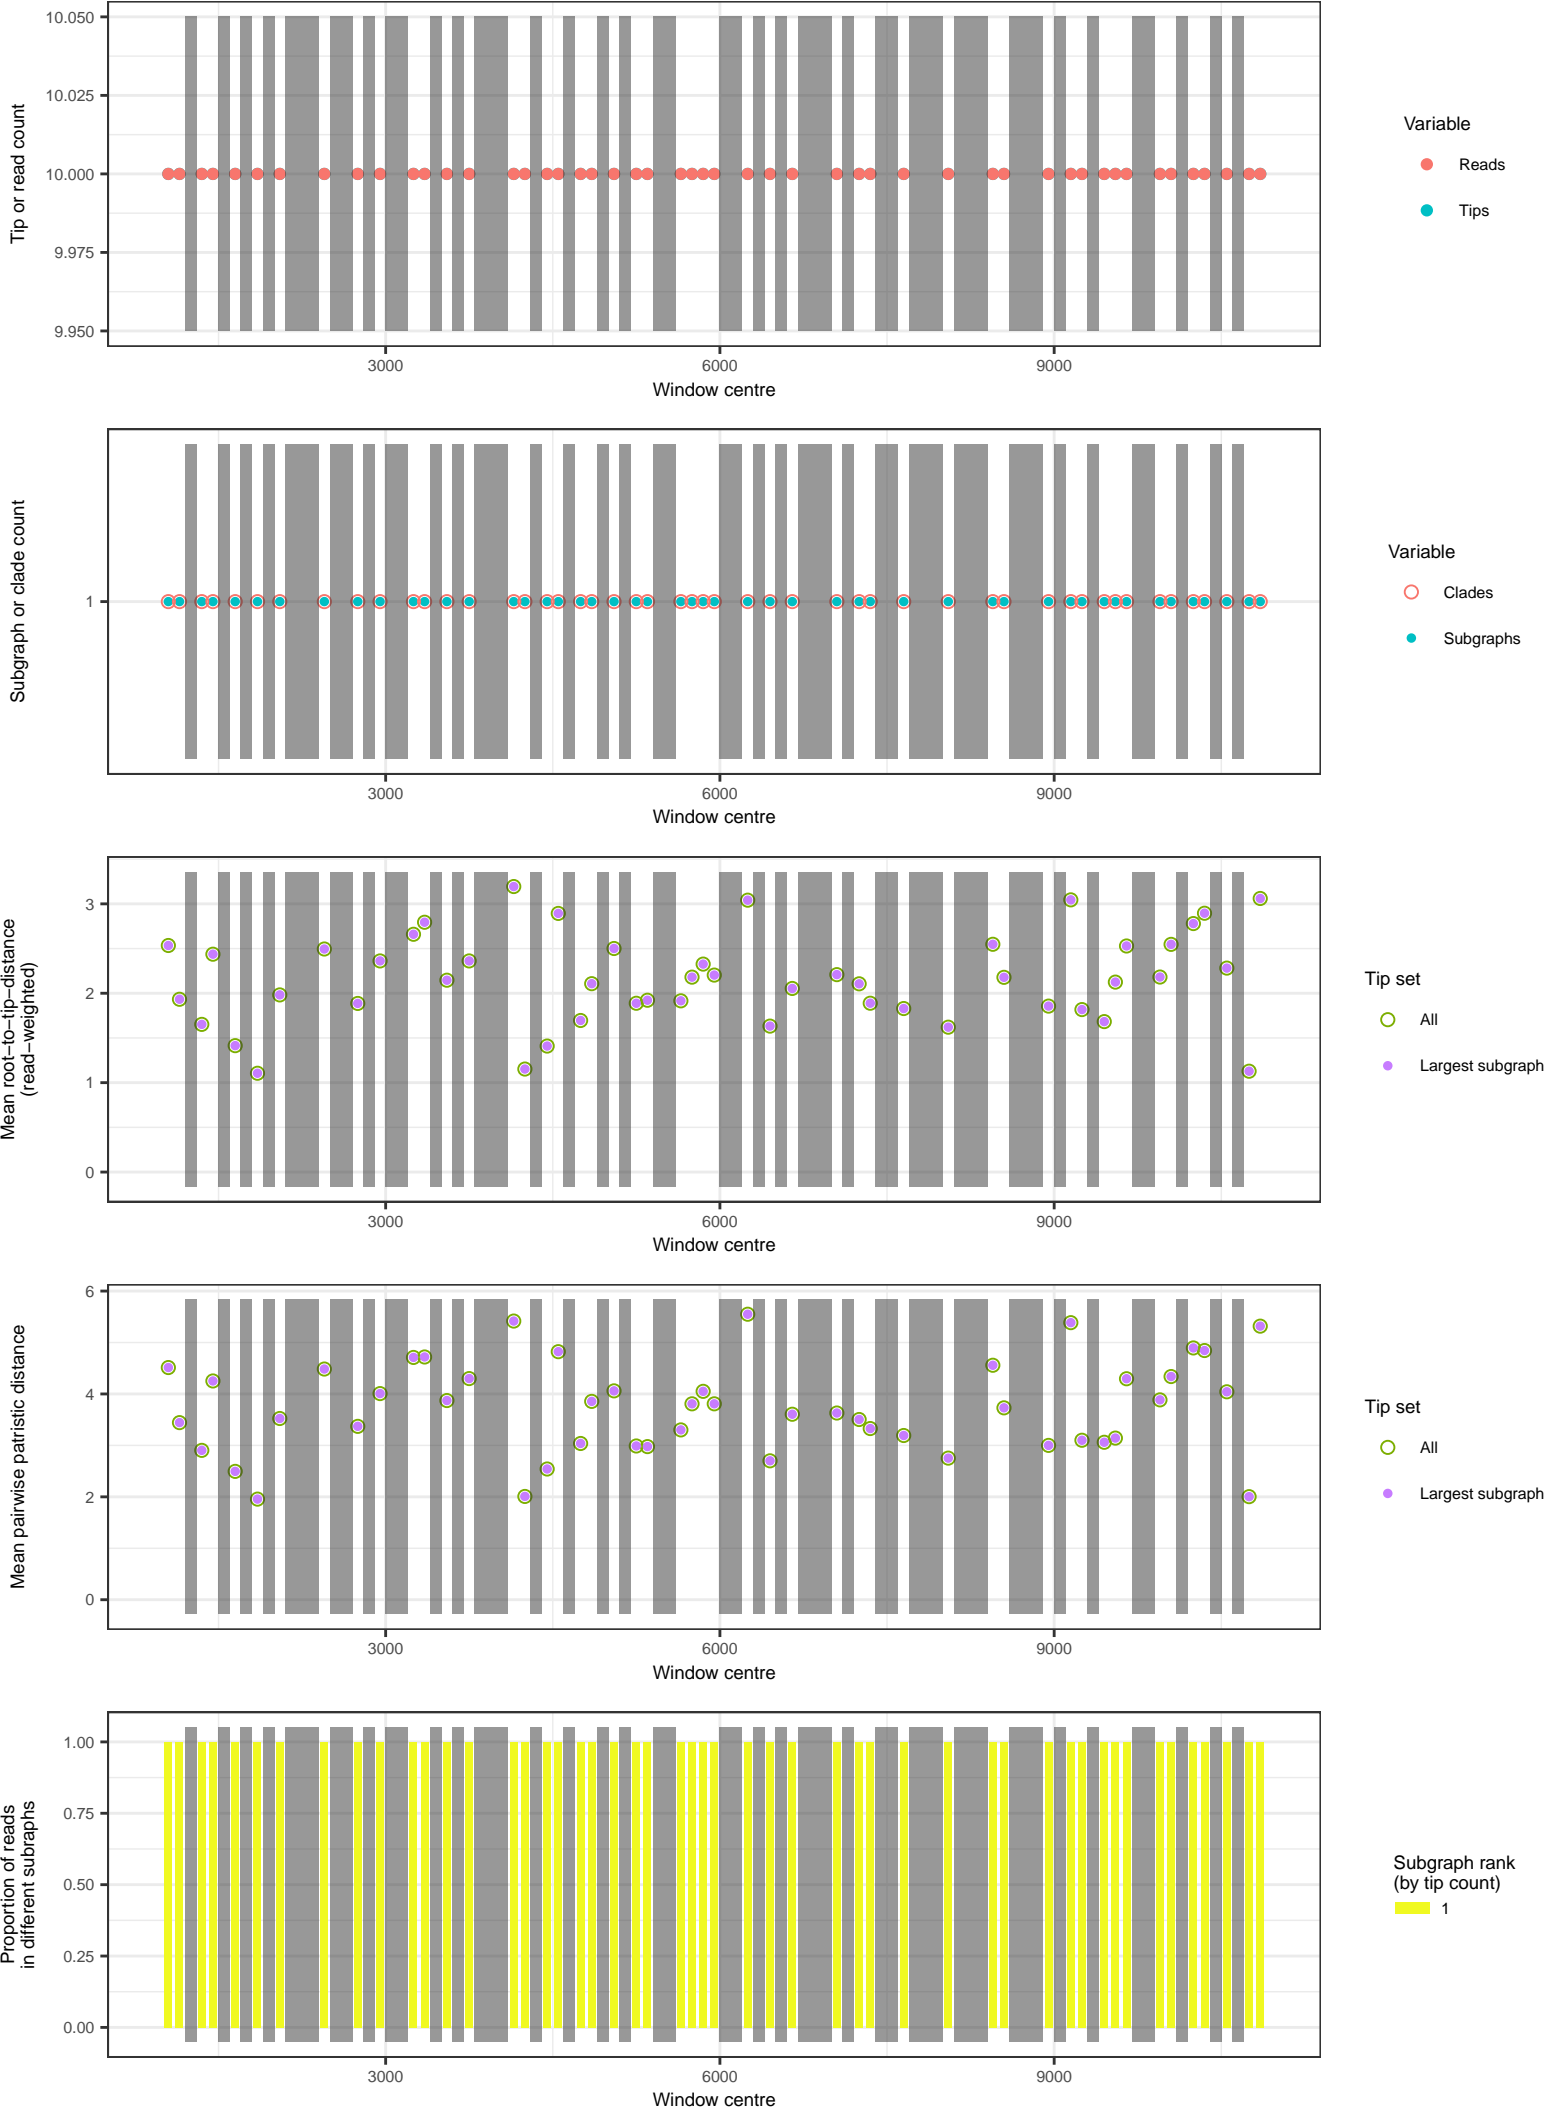 10.050
10.025
10.000
9.975
9.950
Tip or read count
3000 6000 9000
Window centre
Variable
Reads
Tips
1
Subgraph or clade count
3000 6000 9000
Window centre
Variable
Clades
Subgraphs
3
2
1
0
Mean root−to−tip−distance
(read−weighted)
3000 6000 9000
Window centre
Tip set
All
Largest subgraph
6
4
2
0
Mean pairwise patristic distance
3000 6000 9000
Window centre
Tip set
All
Largest subgraph
1.00
0.75
0.50
0.25
0.00
Proportion of reads
in different subraphs
3000 6000 9000
Window centre
Subgraph rank
(by tip count)
1